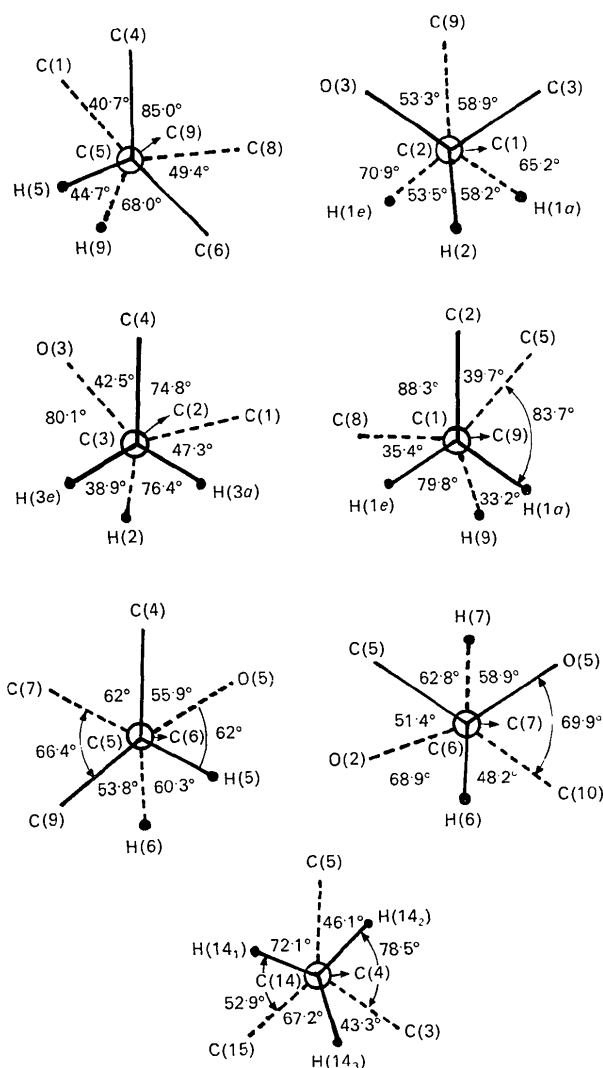 C(4)
C(1)
40·7°
85·0°
C(9)
C(5)
C(8)
49·4°
H(5)
44·7°
68·0°
C(6)
H(9)
C(9)
O(3)
C(3)
53·3°
58·9°
C(2)
C(1)
70·9°
65·2°
53·5°
58·2°
H(1e)
H(1a)
H(2)
C(4)
O(3)
42·5°
74·8°
C(2)
80·1°
C(1)
C(3)
47·3°
H(3e)
38·9°
76·4°
H(3a)
H(2)
C(2)
C(5)
39·7°
88·3°
83·7°
C(8)
C(1)
C(9)
35·4°
79·8°
33·2°
H(1e)
H(1a)
H(9)
C(4)
C(7)
O(5)
62°
55·9°
C(5)
C(6)
62°
66·4°
53·8°
60·3°
H(5)
C(9)
H(6)
H(7)
C(5)
O(5)
62·8°
58·9°
51·4°
C(7)
69·9°
O(2)
C(6)
68·9°
48·2°
C(10)
H(6)
C(5)
46·1°
H(14₂)
H(14₁)
72·1°
78·5°
C(14)
C(4)
52·9°
67·2°
43·3°
C(3)
C(15)
H(14₃)